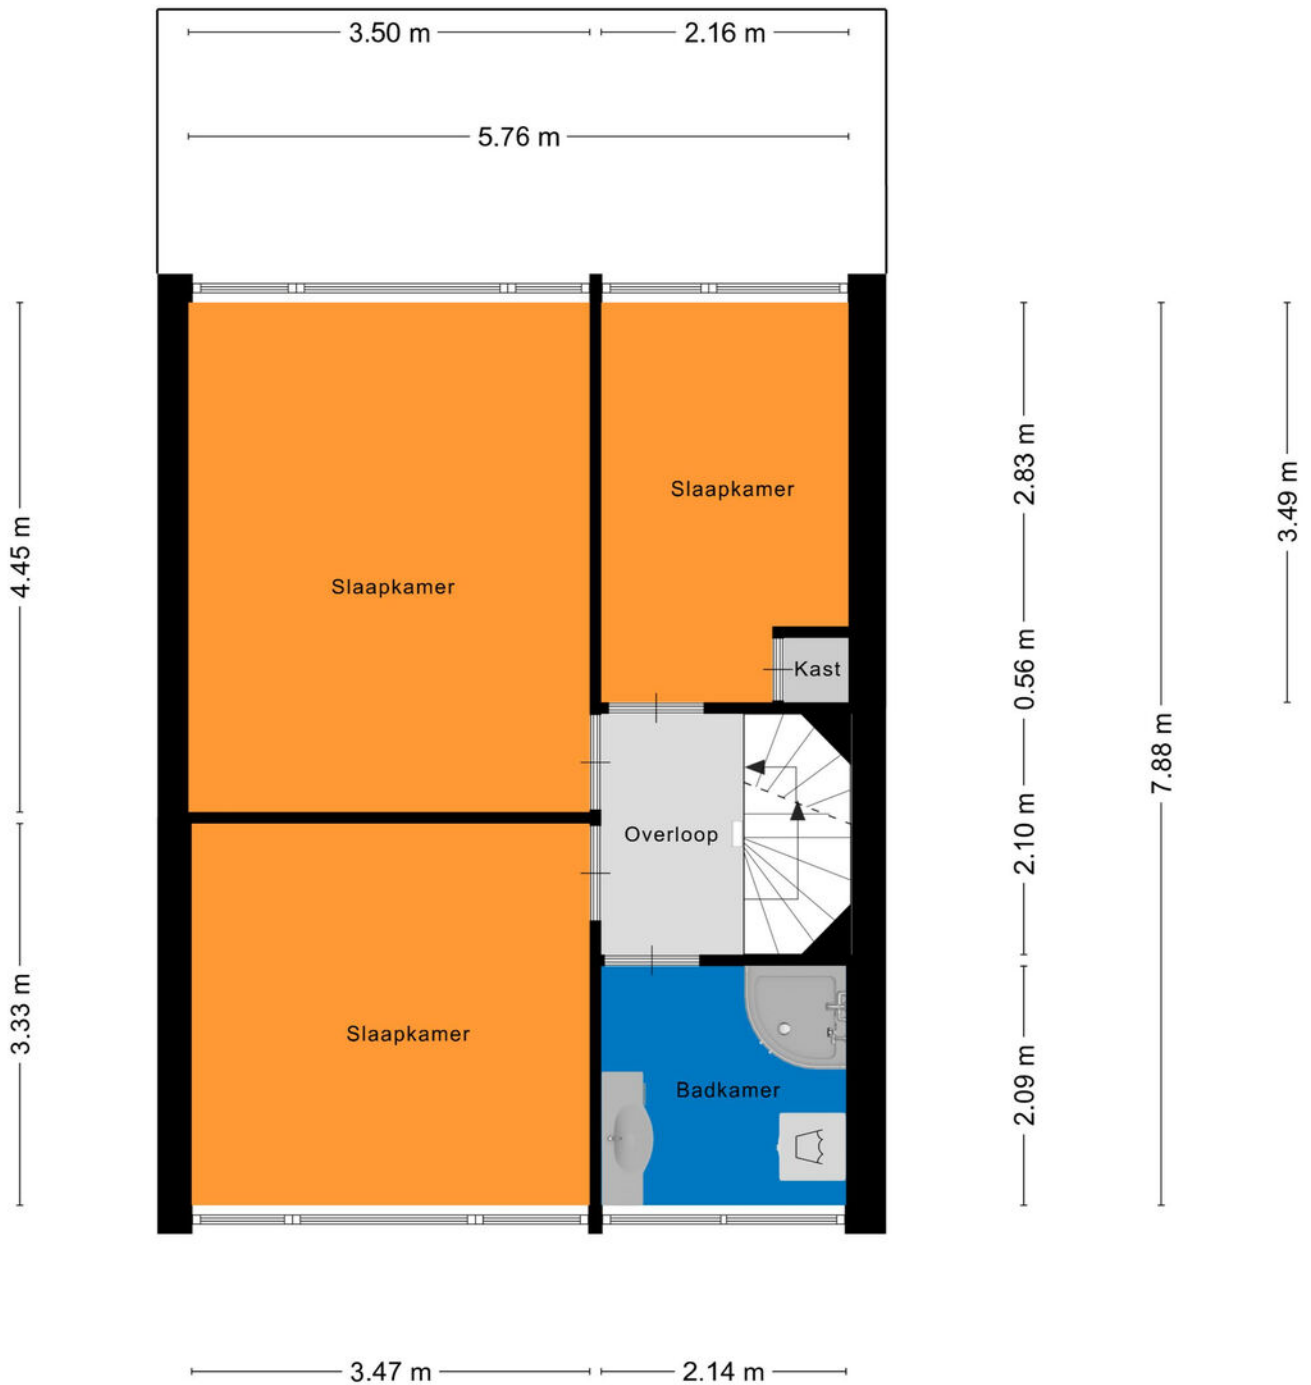 3.50 m
2.16 m
5.76 m
4.45 m
2.83 m
3.49 m
Slaapkamer
Slaapkamer
Kast
0.56 m
7.88 m
Overloop
2.10 m
3.33 m
Slaapkamer
Badkamer
2.09 m
3.47 m
2.14 m